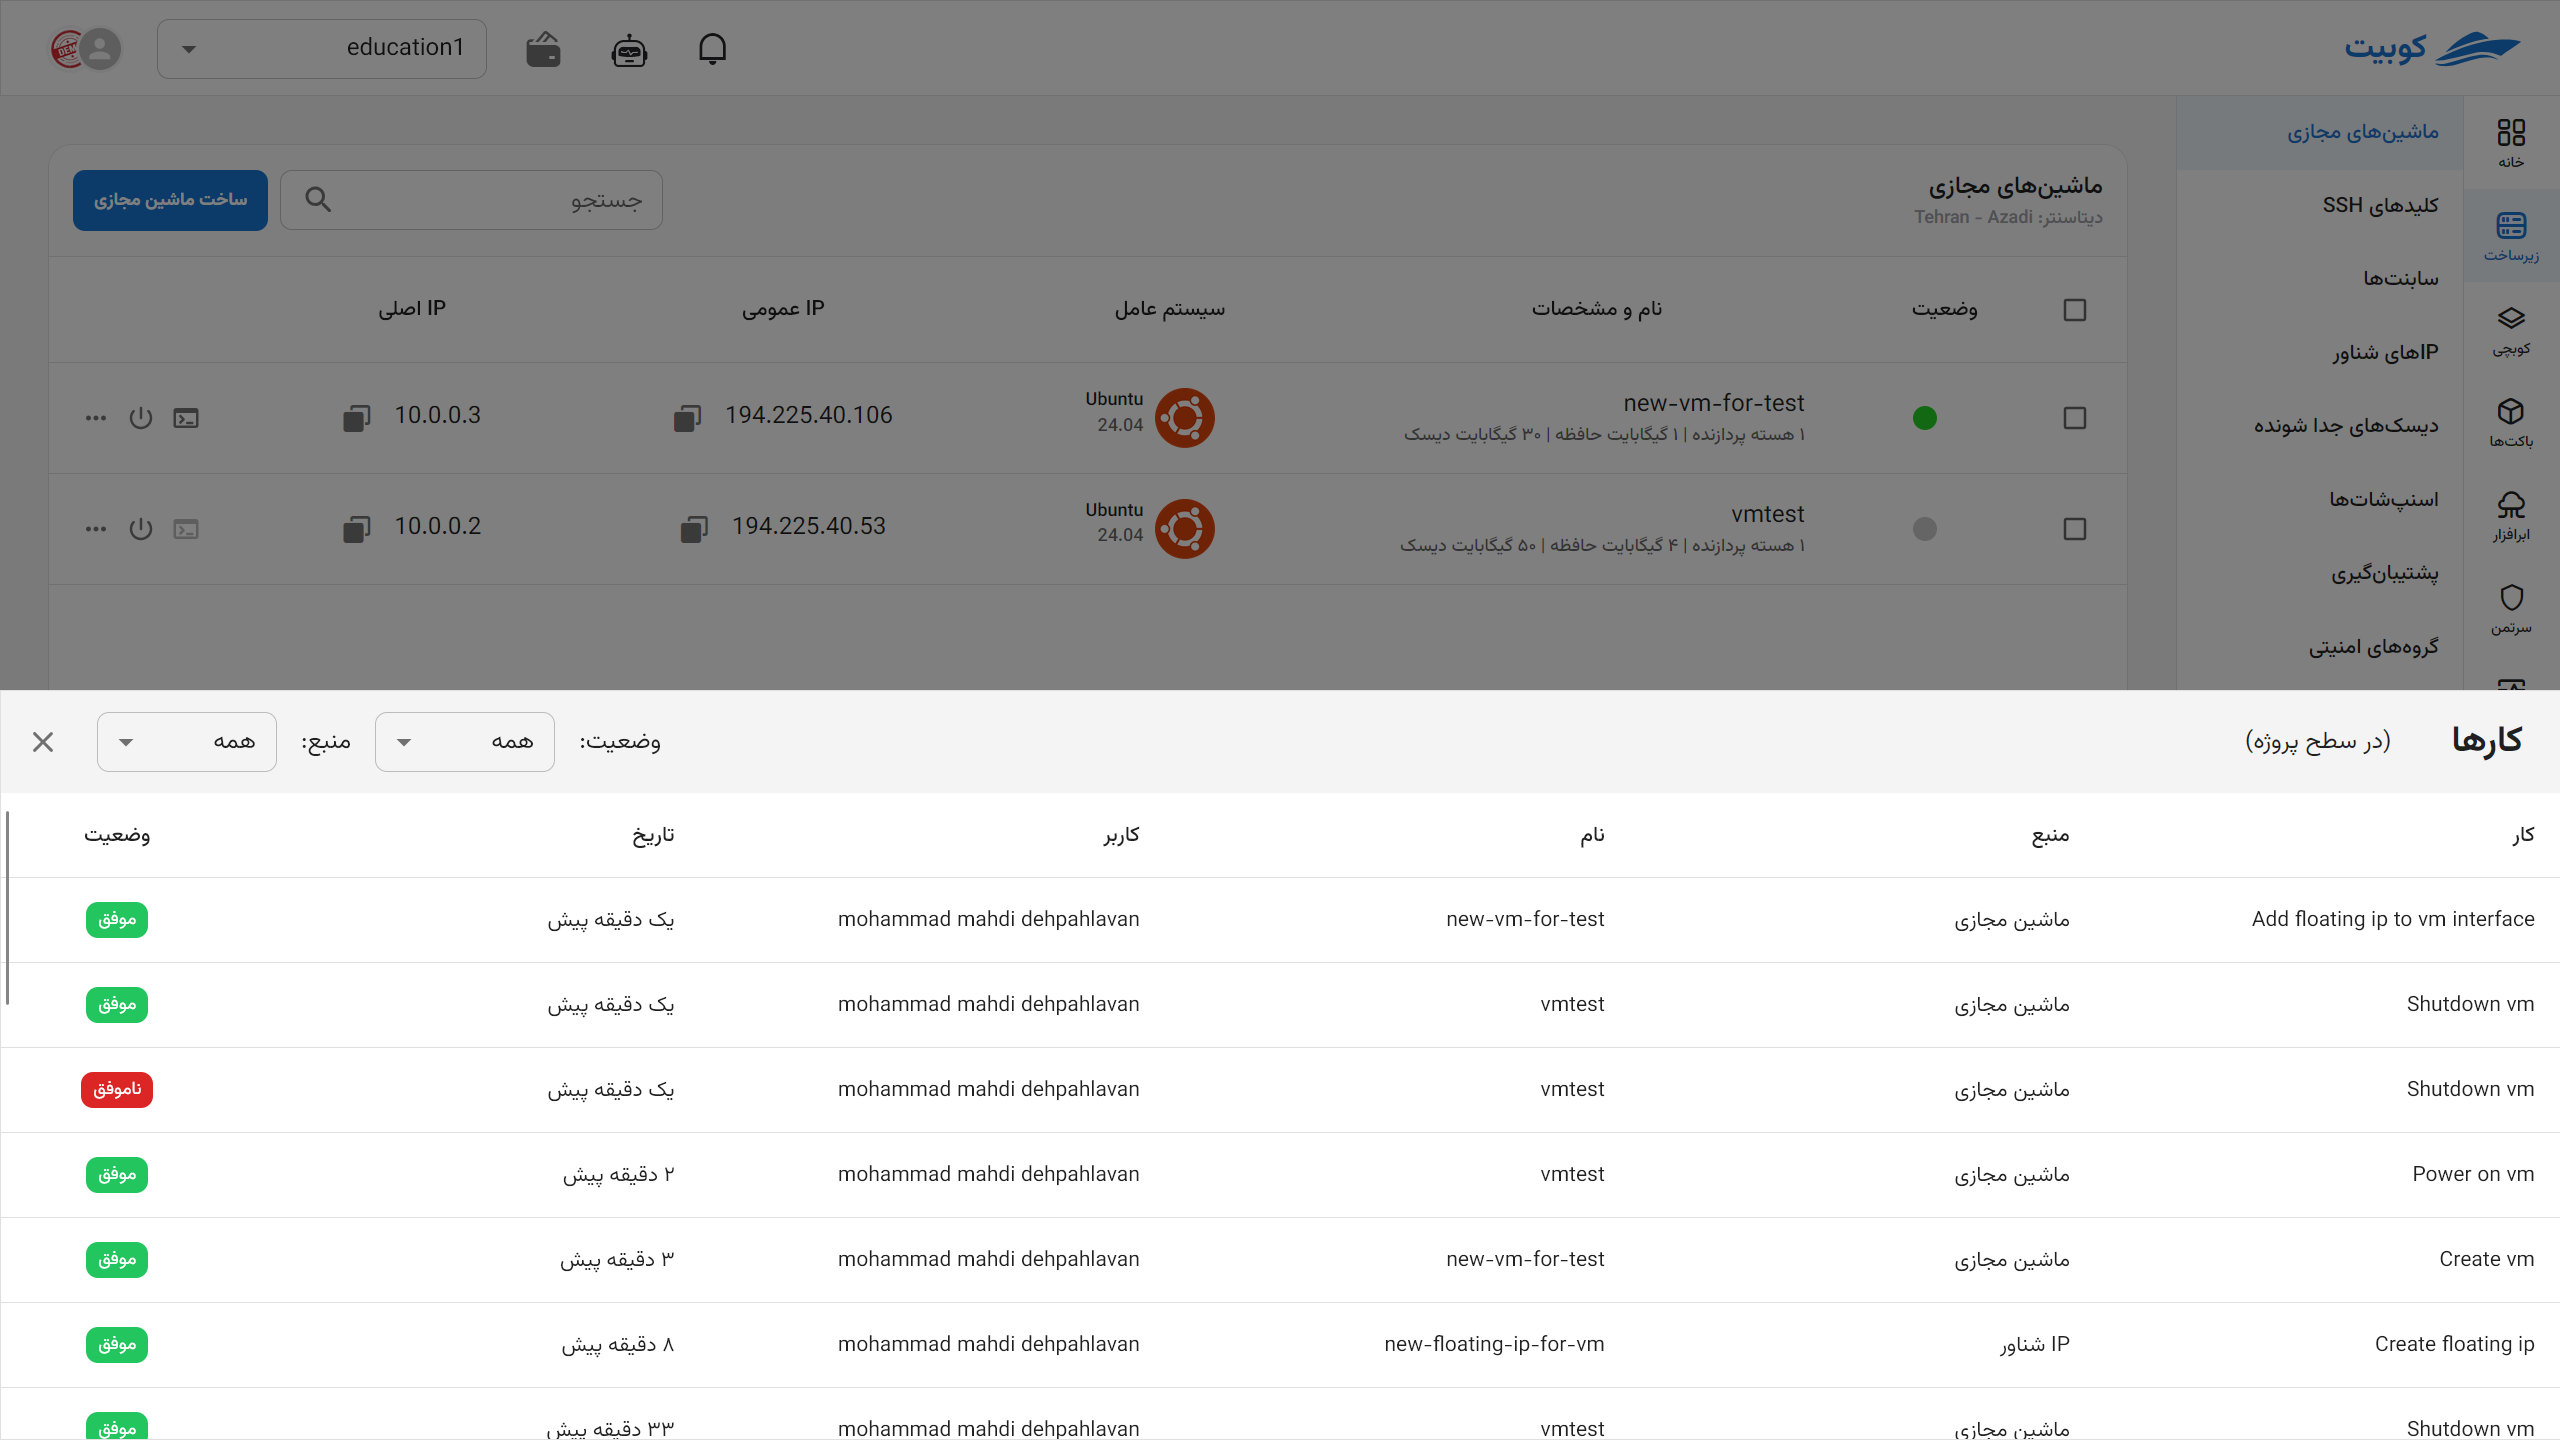 کوبیت
education1
DEM
خانه
زیرساخت
کوبچی
باکت‌ها
ابرافزار
سرتمن
ماشین‌های مجازی
کلیدهای SSH
سابنت‌ها
IPهای شناور
دیسک‌های جدا شونده
اسنپ‌شات‌ها
پشتیبان‌گیری
گروه‌های امنیتی
ماشین‌های مجازی
دیتاسنتر: Tehran - Azadi
جستجو
ساخت ماشین مجازی
وضعیت نام و مشخصات سیستم عامل IP عمومی IP اصلی
new-vm-for-test Ubuntu 194.225.40.106 10.0.0.3
۱ هسته پردازنده | ۱ گیگابایت حافظه | ۳۰ گیگابایت دیسک 24.04
vmtest Ubuntu 194.225.40.53 10.0.0.2
۱ هسته پردازنده | ۴ گیگابایت حافظه | ۵۰ گیگابایت دیسک 24.04
کارها (در سطح پروژه) وضعیت: همه منبع: همه
کار منبع نام کاربر تاریخ وضعیت
Add floating ip to vm interface ماشین مجازی new-vm-for-test mohammad mahdi dehpahlavan یک دقیقه پیش موفق
Shutdown vm ماشین مجازی vmtest mohammad mahdi dehpahlavan یک دقیقه پیش موفق
Shutdown vm ماشین مجازی vmtest mohammad mahdi dehpahlavan یک دقیقه پیش ناموفق
Power on vm ماشین مجازی vmtest mohammad mahdi dehpahlavan ۲ دقیقه پیش موفق
Create vm ماشین مجازی new-vm-for-test mohammad mahdi dehpahlavan ۳ دقیقه پیش موفق
Create floating ip IP شناور new-floating-ip-for-vm mohammad mahdi dehpahlavan ۸ دقیقه پیش موفق
Shutdown vm ماشین مجازی vmtest mohammad mahdi dehpahlavan ۳۳ دقیقه پیش موفق